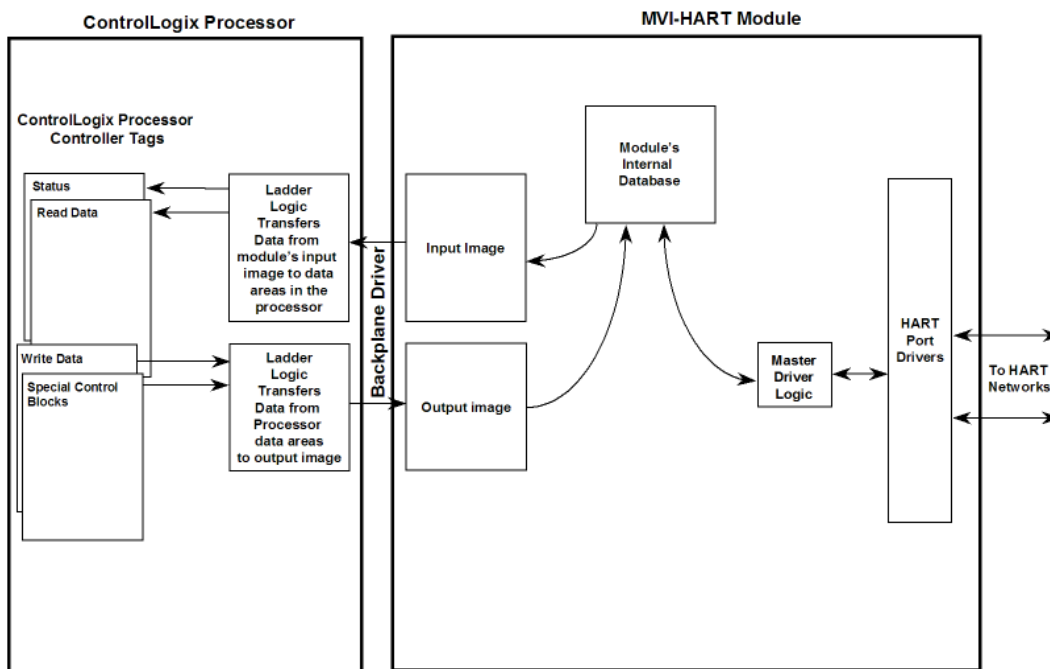 ControlLogix Processor
MVI-HART Module
ControlLogix Processor
Controller Tags
Status
Read Data
Ladder
Logic
Transfers
Data from
module's input
image to data
areas in the
processor
Write Data
Special Control
Blocks
Ladder
Logic
Transfers
Data from
Processor
data areas
to output image
Backplane Driver
Input Image
Output image
Module's
Internal
Database
Master
Driver
Logic
HART
Port
Drivers
To HART
Networks